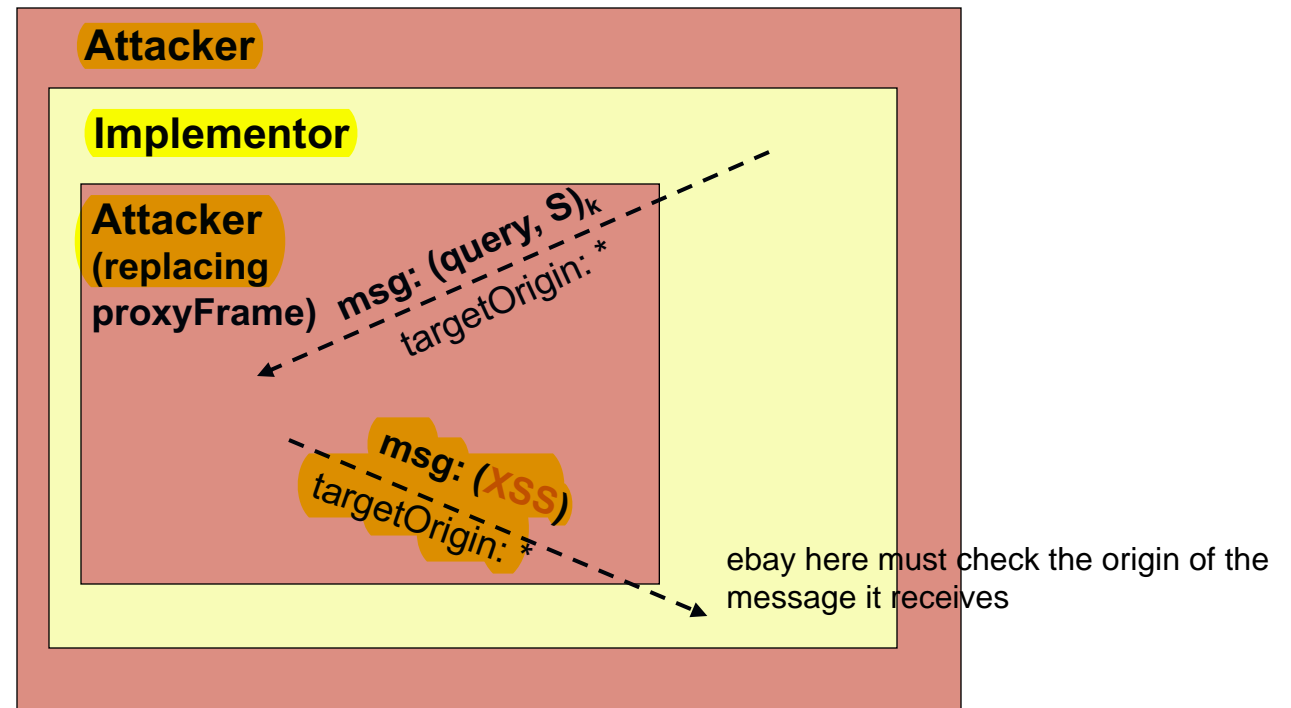 Attacker
Implementor
Attacker
(replacing
proxyFrame)
msg: (query, S)k
targetOrigin: *
msg: (XSS)
targetOrigin: *
ebay here must check the origin of the
message it receives